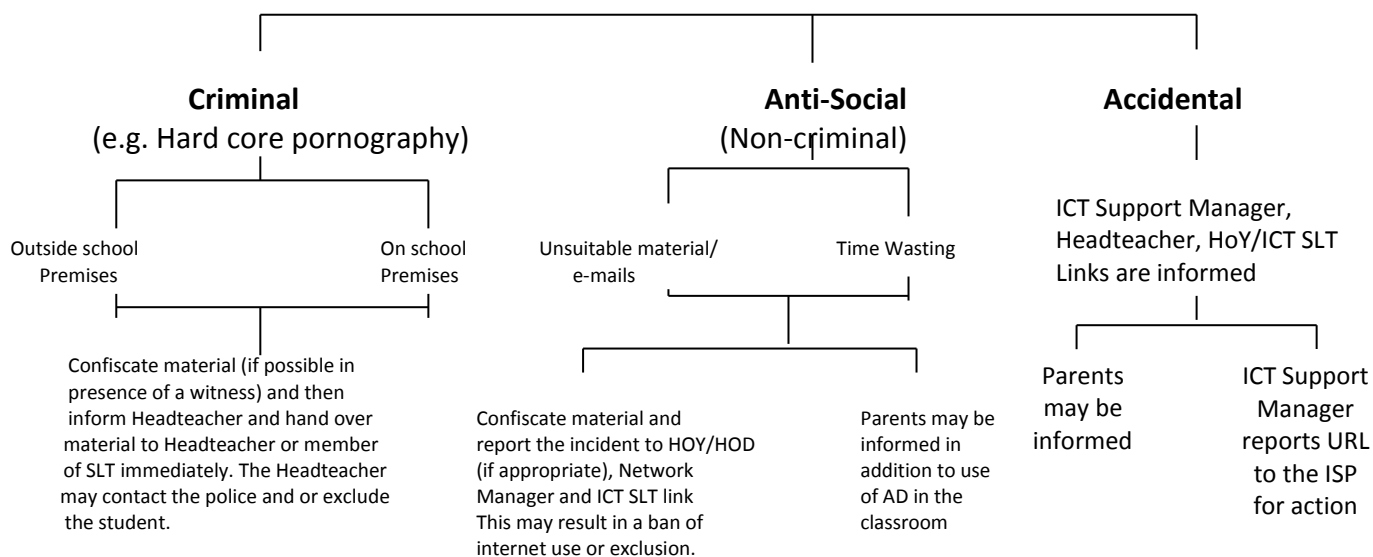 Criminal
(e.g. Hard core pornography)
Anti-Social
(Non-criminal)
Accidental
Outside school
Premises
On school
Premises
Unsuitable material/
e-mails
Time Wasting
ICT Support Manager,
Headteacher, HoY/ICT SLT
Links are informed
Confiscate material (if possible in
presence of a witness) and then
inform Headteacher and hand over
material to Headteacher or member
of SLT immediately. The Headteacher
may contact the police and or exclude
the student.
Confiscate material and
report the incident to HOY/HOD
(if appropriate), Network
Manager and ICT SLT link
This may result in a ban of
internet use or exclusion.
Parents may be
informed in
addition to use
of AD in the
classroom
Parents
may be
informed
ICT Support
Manager
reports URL
to the ISP
for action